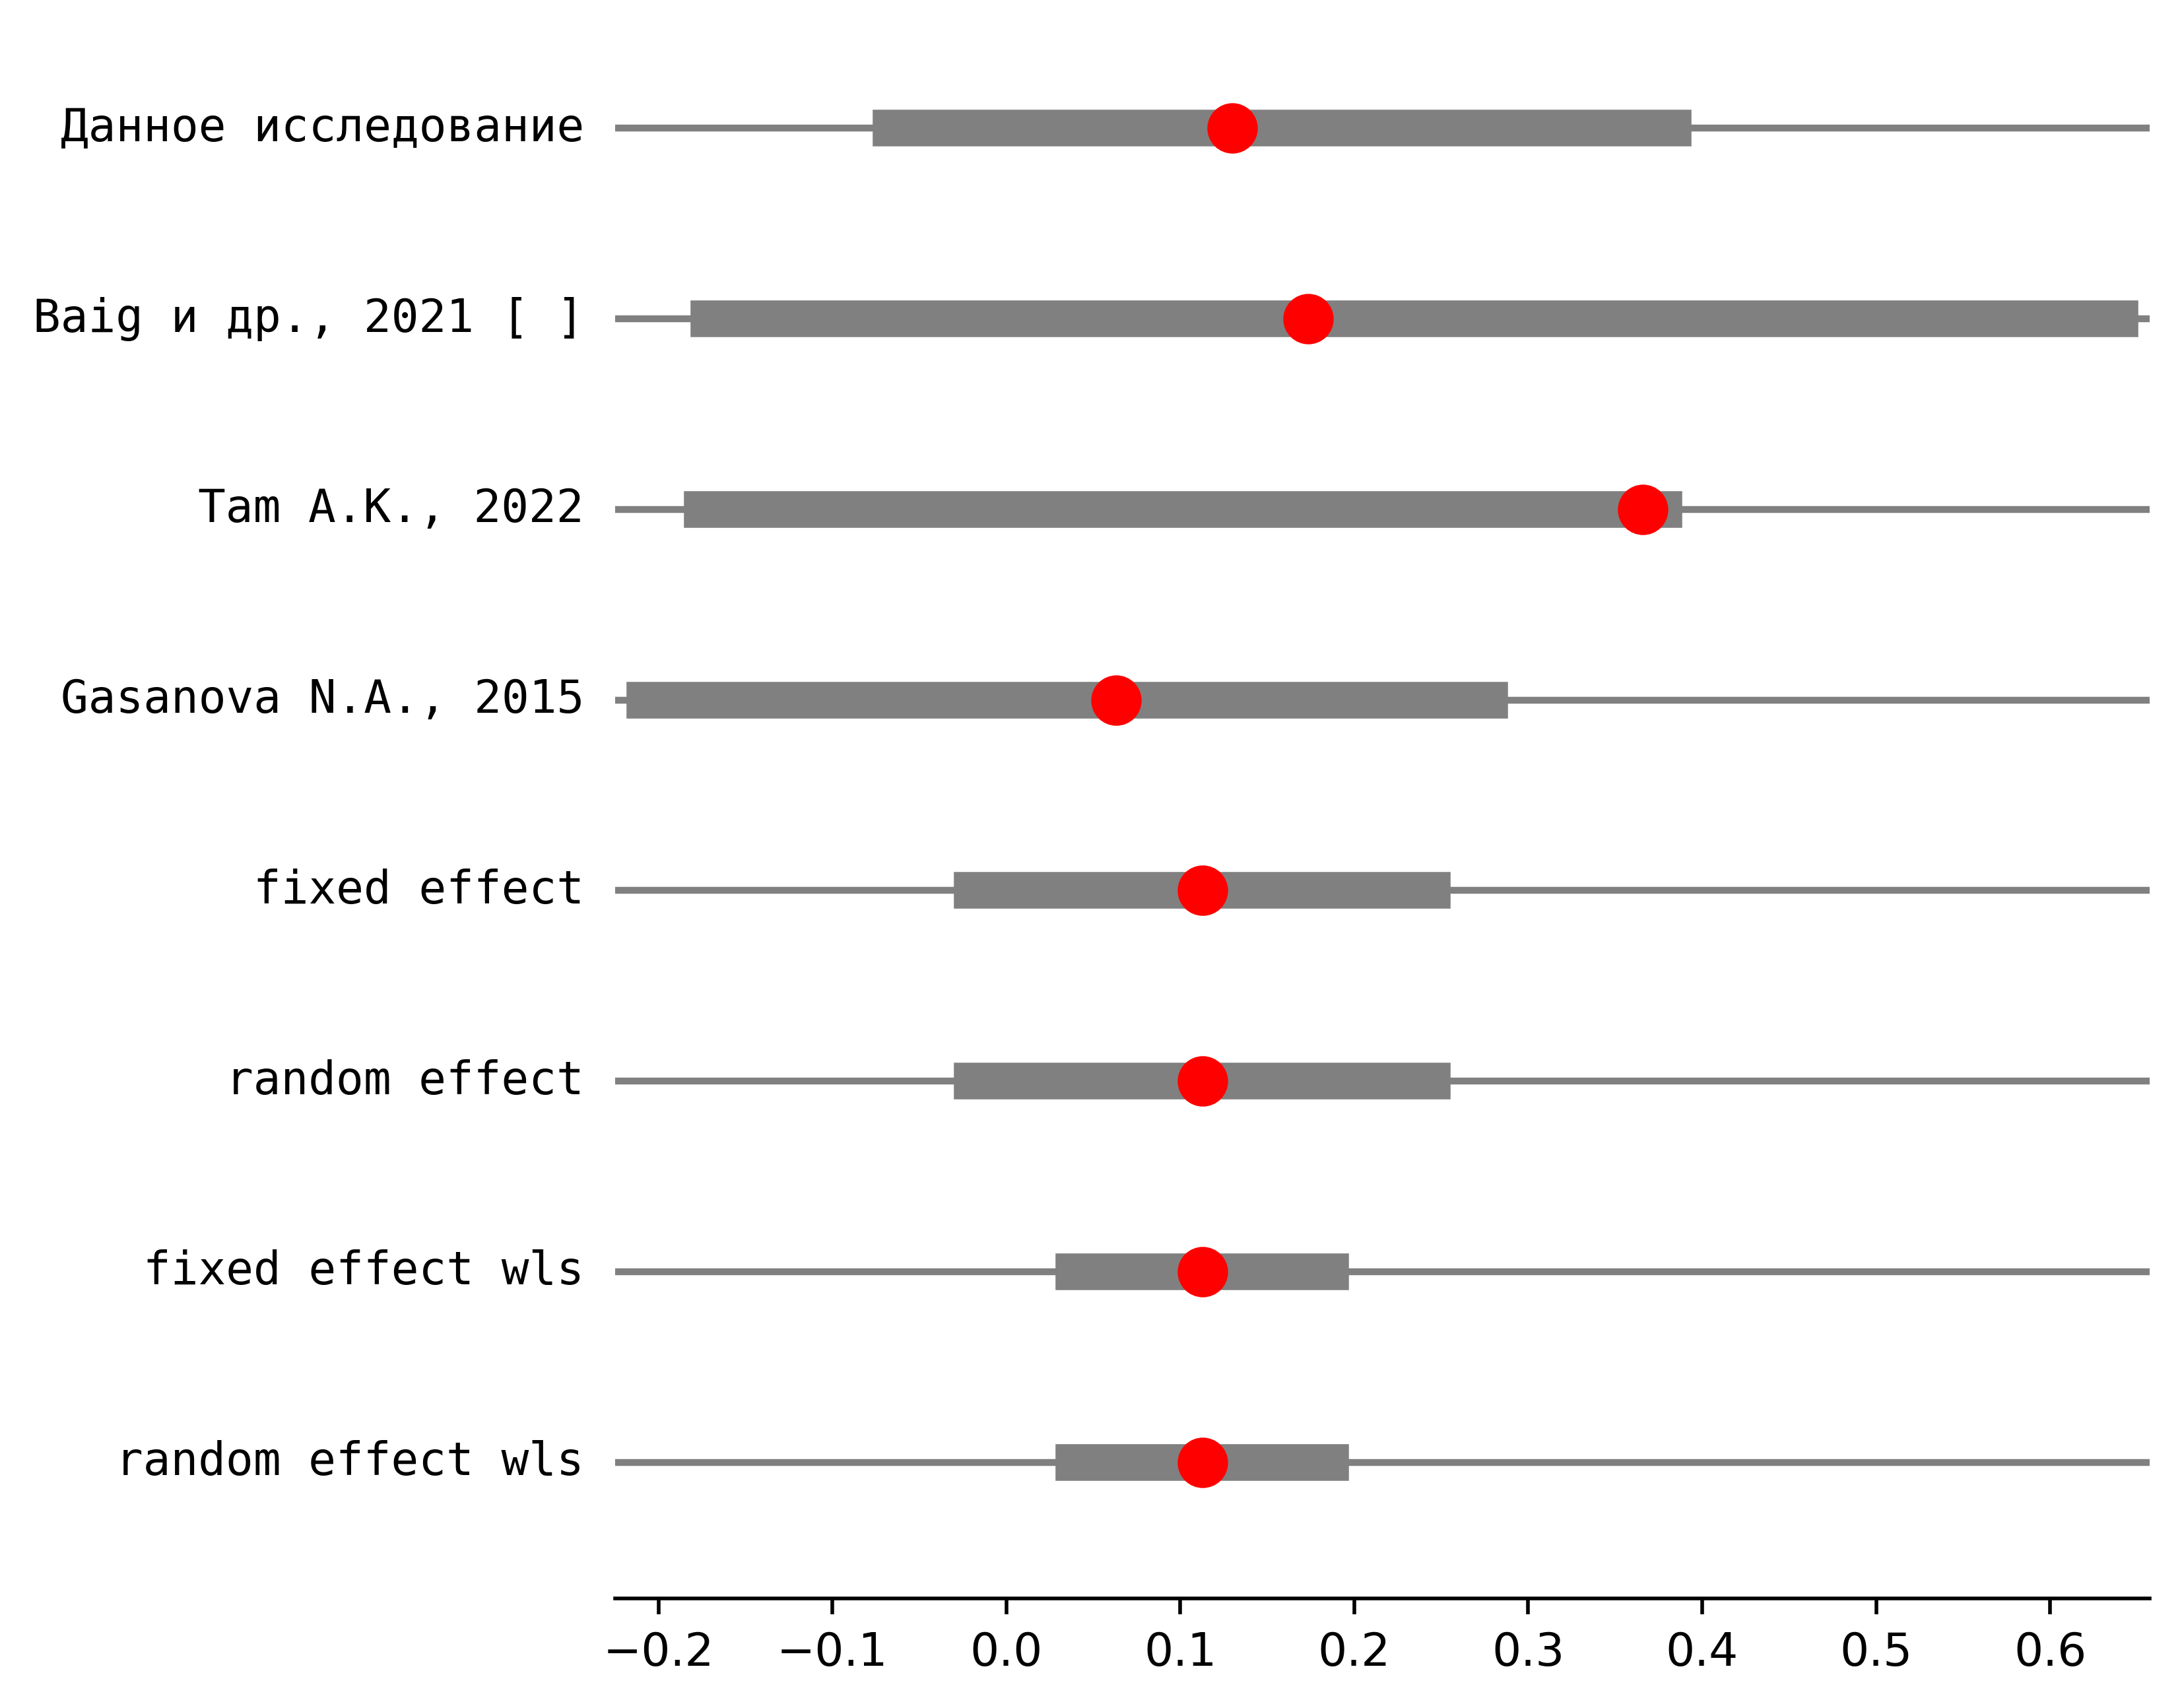 Данное исследование
Baig и др., 2021 [ ]
Tam A.K., 2022
Gasanova N.A., 2015
fixed effect
random effect
fixed effect wls
random effect wls
−0.2 −0.1 0.0 0.1 0.2 0.3 0.4 0.5 0.6